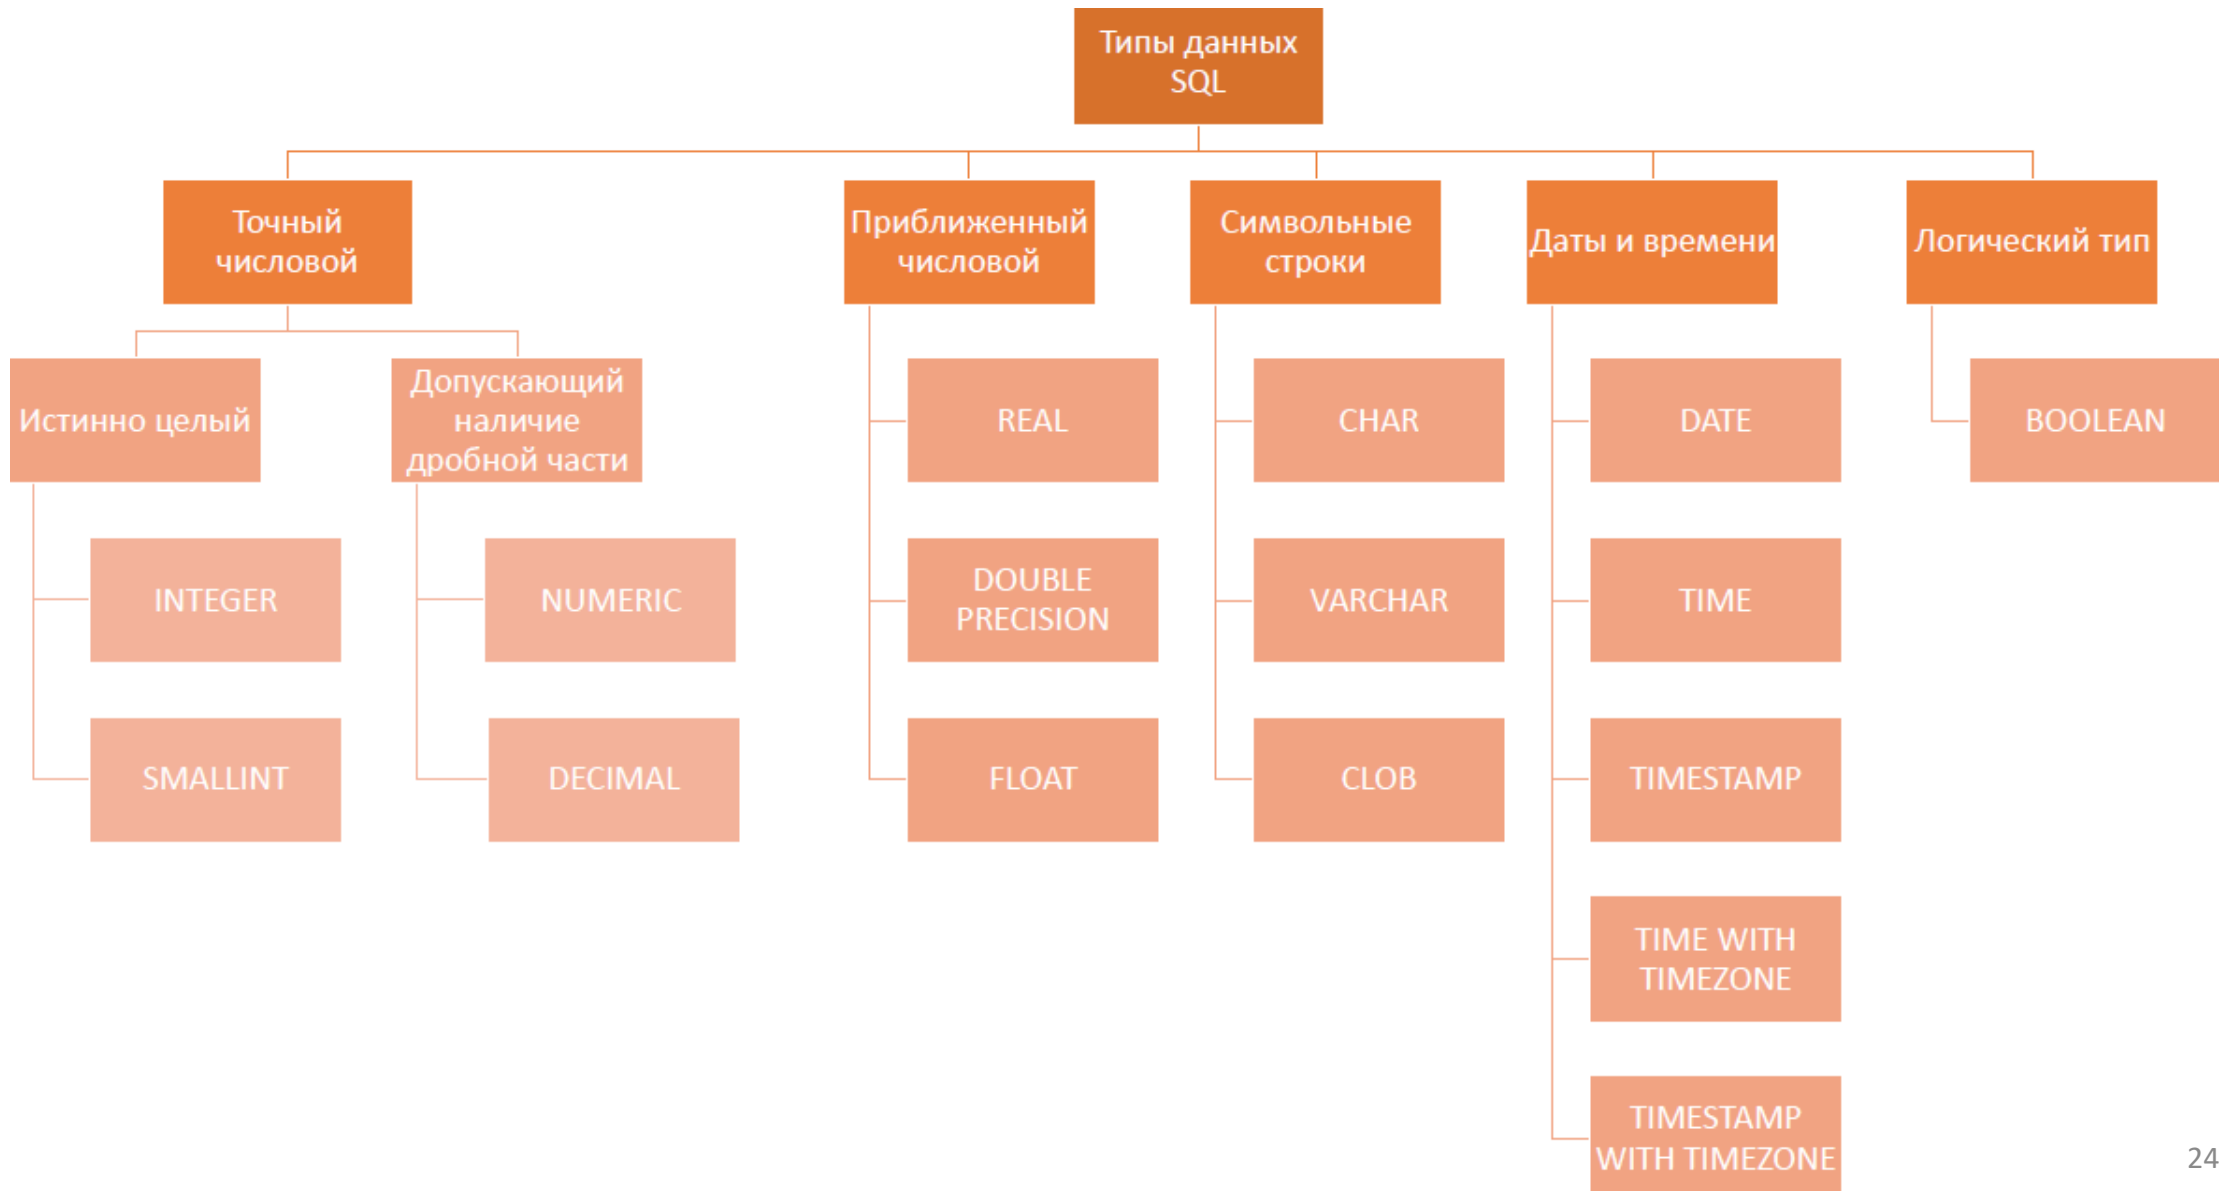 Типы данных
SQL
Точный
числовой
Приближенный
числовой
Символьные
строки
Даты и времени
Логический тип
Истинно целый
Допускающий
наличие
дробной части
REAL
CHAR
DATE
BOOLEAN
INTEGER
NUMERIC
DOUBLE
PRECISION
VARCHAR
TIME
SMALLINT
DECIMAL
FLOAT
CLOB
TIMESTAMP
TIME WITH
TIMEZONE
TIMESTAMP
WITH TIMEZONE
24